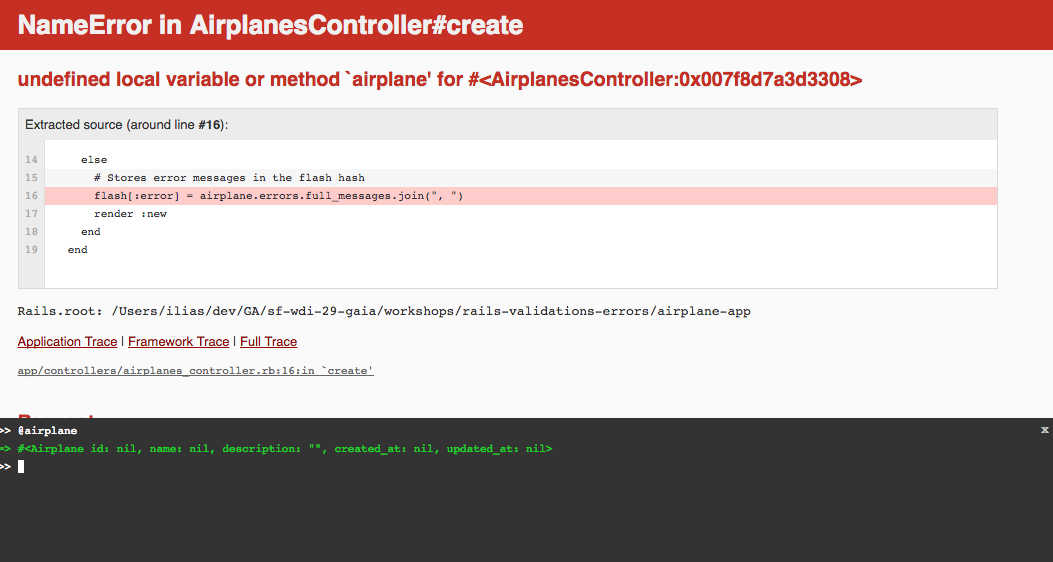 NameError in AirplanesController#create
undefined local variable or method `airplane' for #<AirplanesController:0x007f8d7a3d3308>
Extracted source (around line #16):
14 else
15 # Stores error messages in the flash hash
16 flash[:error] = airplane.errors.full_messages.join(", ")
17 render :new
18 end
19 end
Rails.root: /Users/ilias/dev/GA/sf-wdi-29-gaia/workshops/rails-validations-errors/airplane-app
Application Trace | Framework Trace | Full Trace
app/controllers/airplanes_controller.rb:16:in `create'
>> @airplane
x
=> #<Airplane id: nil, name: nil, description: "", created_at: nil, updated_at: nil>
>>